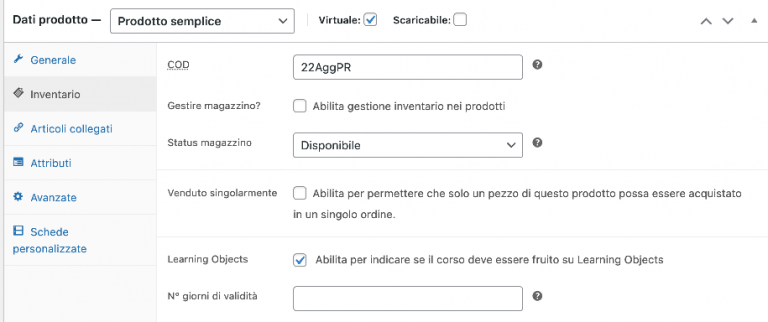 Dati prodotto — Prodotto semplice Virtuale: Scaricabile:
Generale
Inventario
Articoli collegati
Attributi
Avanzate
Schede
personalizzate
COD 22AggPR
Gestire magazzino? Abilita gestione inventario nei prodotti
Status magazzino Disponibile
Venduto singolarmente Abilita per permettere che solo un pezzo di questo prodotto possa essere acquistato
in un singolo ordine.
Learning Objects Abilita per indicare se il corso deve essere fruito su Learning Objects
N° giorni di validità